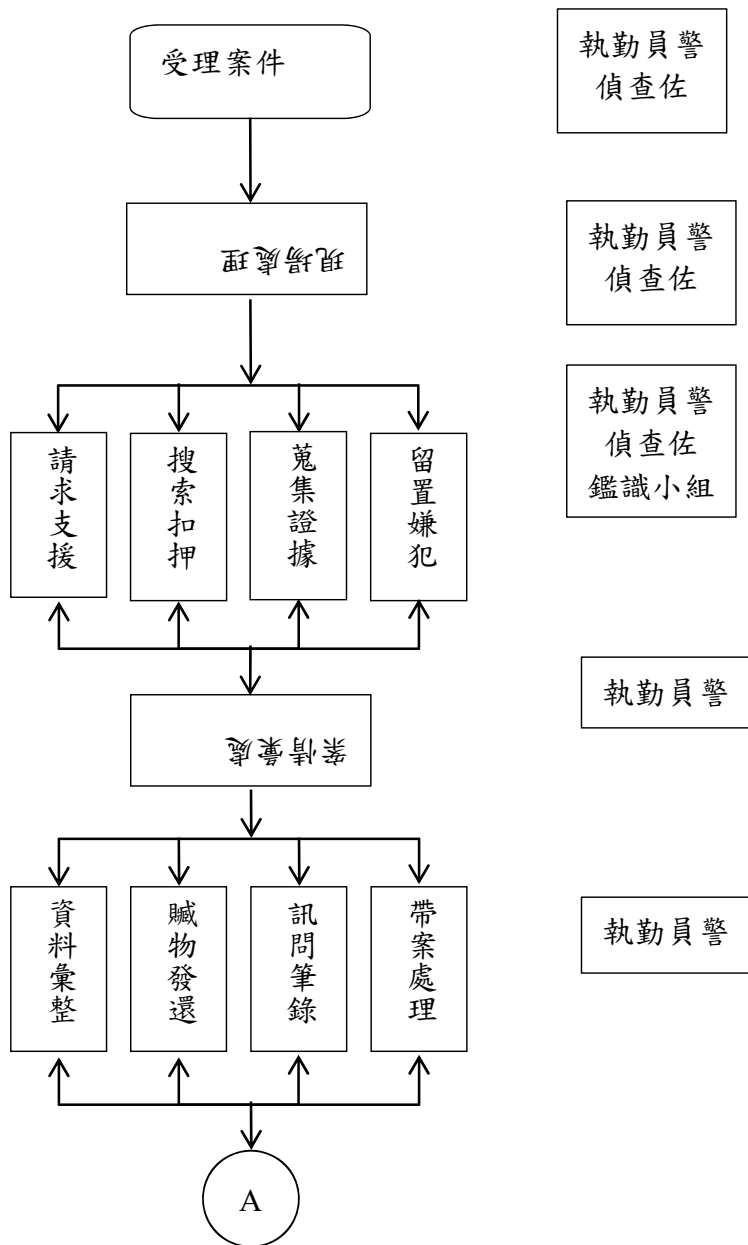 受理案件
執勤員警
偵查佐
現場處理
執勤員警
偵查佐
執勤員警
偵查佐
鑑識小組
請求支援
搜索扣押
蒐集證據
留置嫌犯
執勤員警
案情彙處
資料彙整
贓物發還
訊問筆錄
帶案處理
執勤員警
A